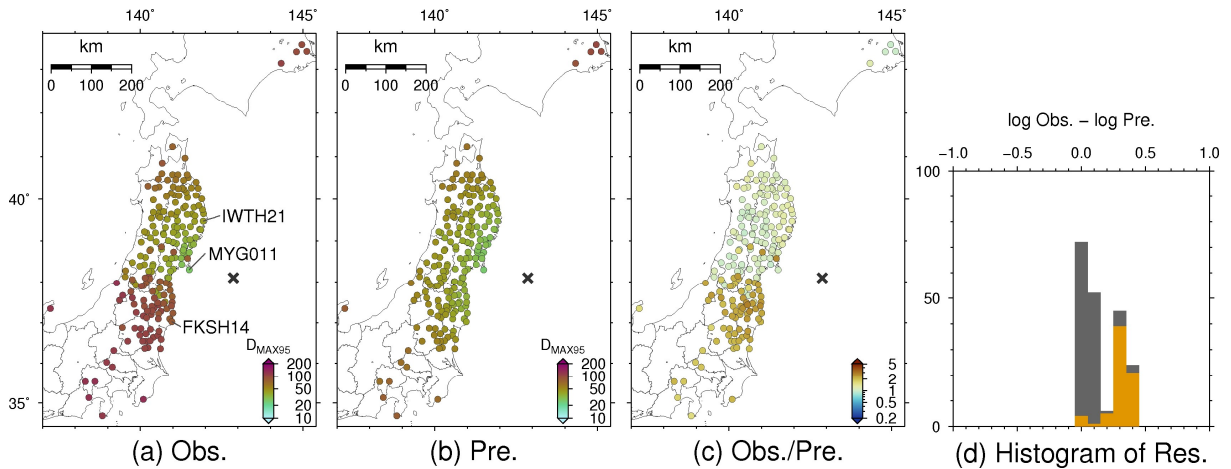 140˚ 145˚
km
0 100 200
40˚
35˚
IWTH21
MYG011
FKSH14
D MAX95
200
100
50
20
10
(a) Obs.
140˚ 145˚
km
0 100 200
D MAX95
200
100
50
20
10
(b) Pre.
140˚ 145˚
km
0 100 200
5
2
1
0.5
0.2
(c) Obs./Pre.
log Obs. − log Pre.
−1.0 −0.5 0.0 0.5 1.0
100
50
0
(d) Histogram of Res.